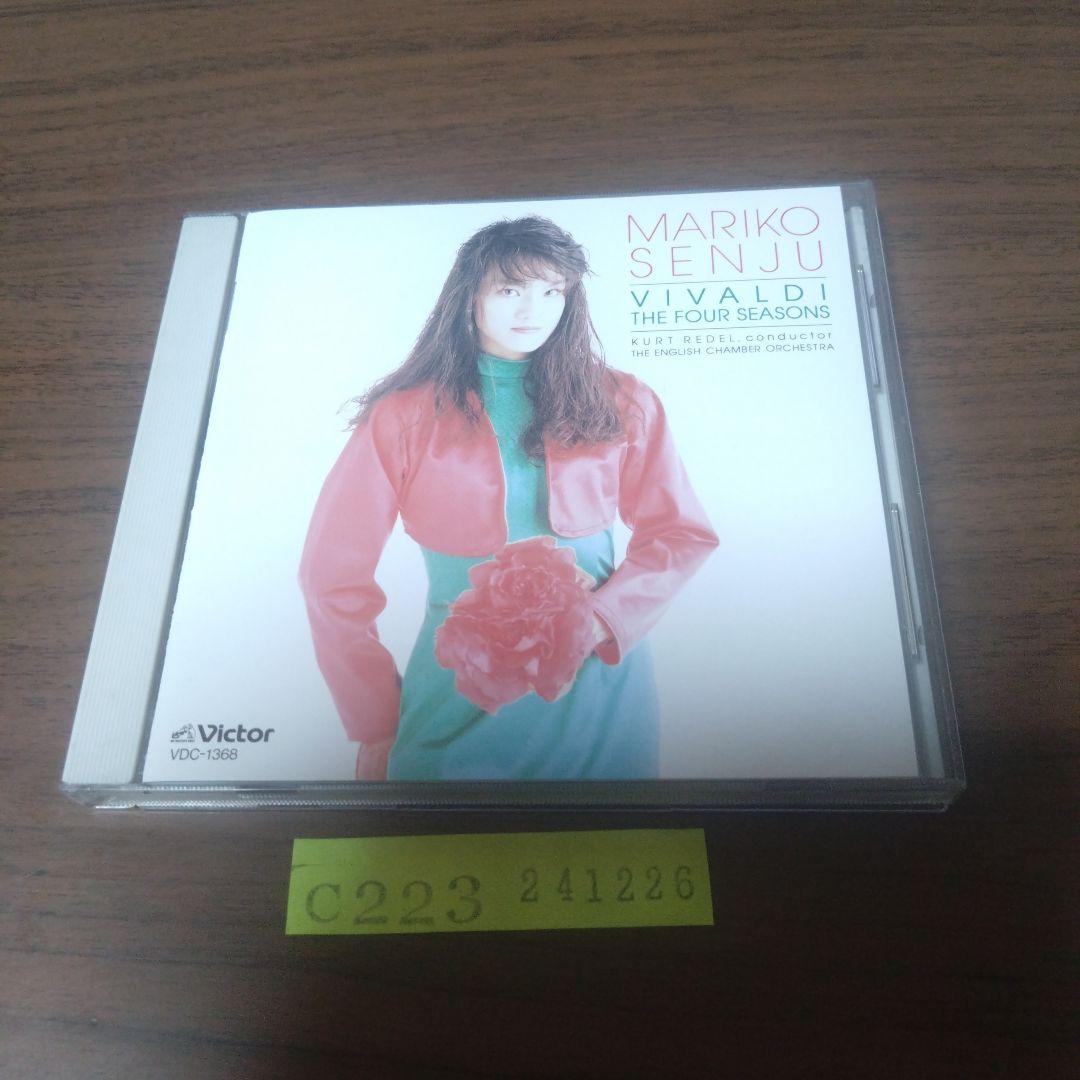 MARIKO
SENJU
VIVALDI
THE FOUR SEASONS
KURT REDEL, conductor
THE ENGLISH CHAMBER ORCHESTRA
Victor
VDC-1368
C223 241226